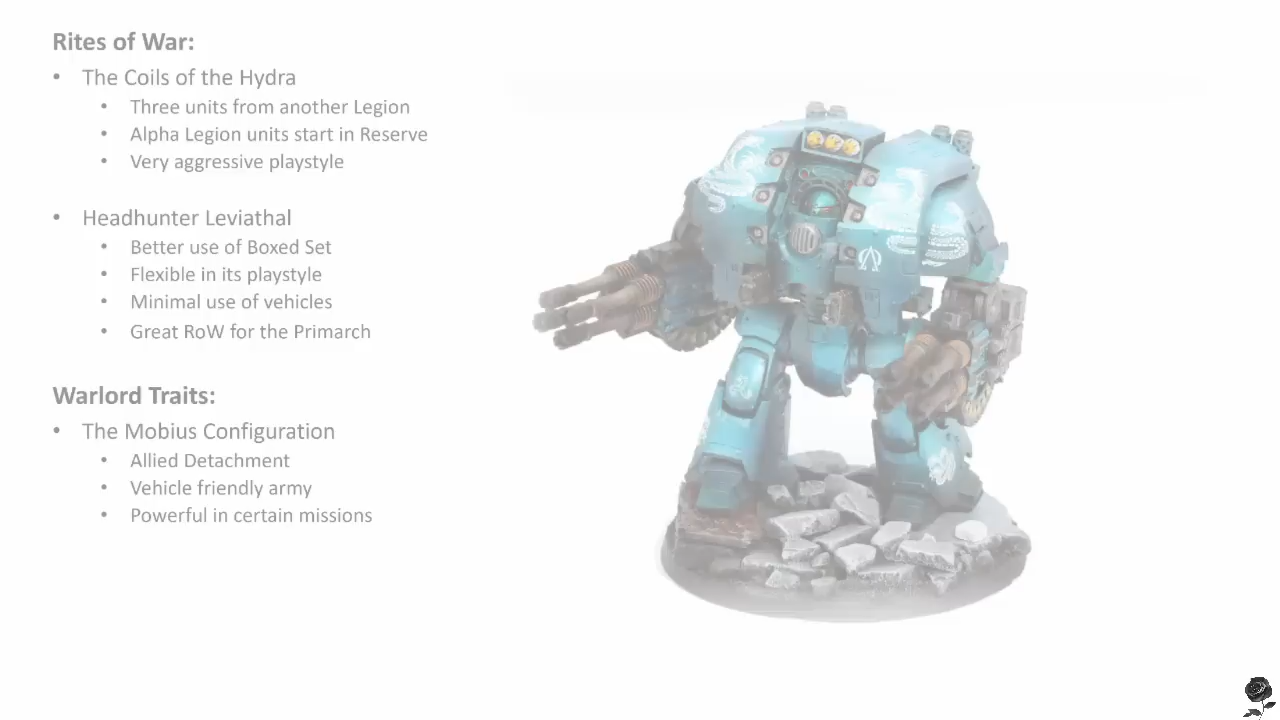 Rites of War:
• The Coils of the Hydra
• Three units from another Legion
• Alpha Legion units start in Reserve
• Very aggressive playstyle
• Headhunter Leviathal
• Better use of Boxed Set
• Flexible in its playstyle
• Minimal use of vehicles
• Great RoW for the Primarch
Warlord Traits:
• The Mobius Configuration
• Allied Detachment
• Vehicle friendly army
• Powerful in certain missions